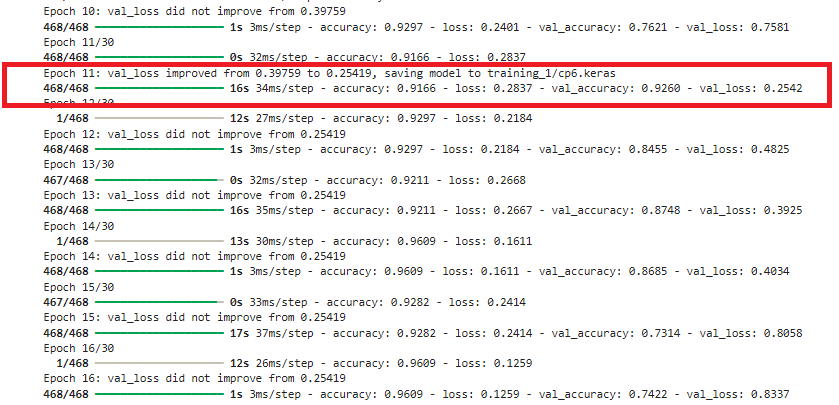 Epoch 10: val_loss did not improve from 0.39759
468/468 1s 3ms/step - accuracy: 0.9297 - loss: 0.2401 - val_accuracy: 0.7621 - val_loss: 0.7581
Epoch 11/30
468/468 0s 32ms/step - accuracy: 0.9166 - loss: 0.2837
Epoch 11: val_loss improved from 0.39759 to 0.25419, saving model to training_1/cp6.keras
468/468 16s 34ms/step - accuracy: 0.9166 - loss: 0.2837 - val_accuracy: 0.9260 - val_loss: 0.2542
Epoch 12/30
1/468 12s 27ms/step - accuracy: 0.9297 - loss: 0.2184
Epoch 12: val_loss did not improve from 0.25419
468/468 1s 3ms/step - accuracy: 0.9297 - loss: 0.2184 - val_accuracy: 0.8455 - val_loss: 0.4825
Epoch 13/30
467/468 0s 32ms/step - accuracy: 0.9211 - loss: 0.2668
Epoch 13: val_loss did not improve from 0.25419
468/468 16s 35ms/step - accuracy: 0.9211 - loss: 0.2667 - val_accuracy: 0.8748 - val_loss: 0.3925
Epoch 14/30
1/468 13s 30ms/step - accuracy: 0.9609 - loss: 0.1611
Epoch 14: val_loss did not improve from 0.25419
468/468 1s 3ms/step - accuracy: 0.9609 - loss: 0.1611 - val_accuracy: 0.8685 - val_loss: 0.4034
Epoch 15/30
467/468 0s 33ms/step - accuracy: 0.9282 - loss: 0.2414
Epoch 15: val_loss did not improve from 0.25419
468/468 17s 37ms/step - accuracy: 0.9282 - loss: 0.2414 - val_accuracy: 0.7314 - val_loss: 0.8058
Epoch 16/30
1/468 12s 26ms/step - accuracy: 0.9609 - loss: 0.1259
Epoch 16: val_loss did not improve from 0.25419
468/468 1s 3ms/step - accuracy: 0.9609 - loss: 0.1259 - val_accuracy: 0.7422 - val_loss: 0.8337